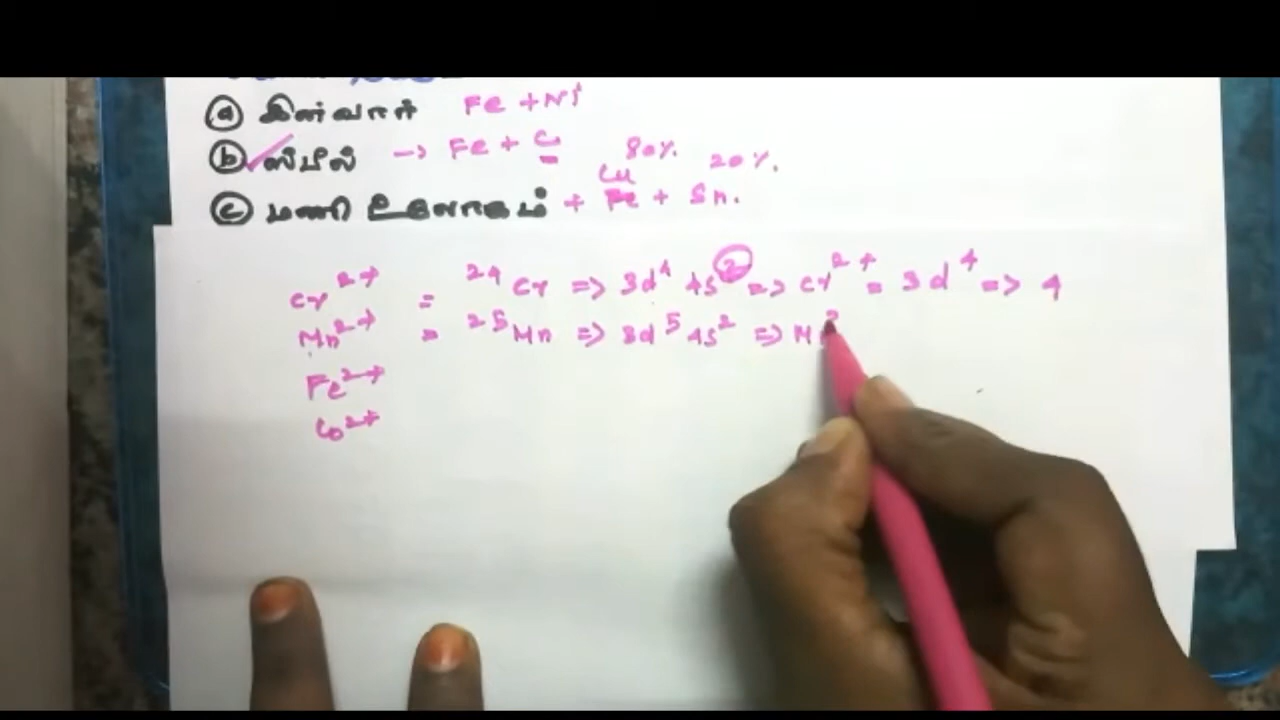 ⓐ இன்வார் Fe + Ni
ⓑ ஸ்டீல் -> Fe + C 80% 20%.
ⓒ மணி உலோகம் + Cu Fe + Sn.
Cr²⁺ = ²⁴Cr => 3d⁴ 4s² => Cr²⁺ = 3d⁴ => 4
Mn²⁺ = ²⁵Mn => 3d⁵ 4s² => Mn²
Fe²⁺
Co²⁺